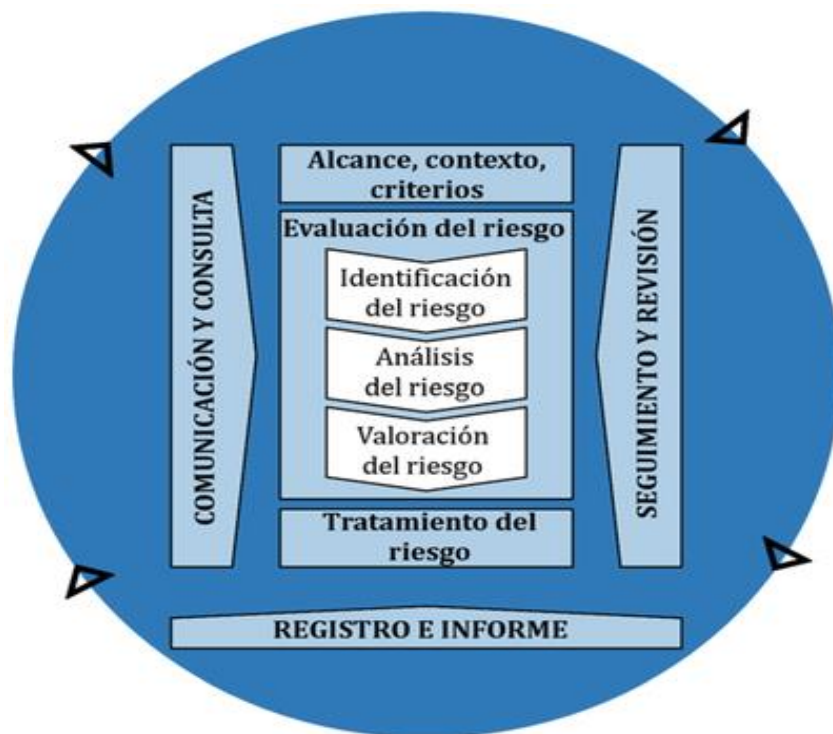 Alcance, contexto,
criterios
Evaluación del riesgo
Identificación
del riesgo
Análisis
del riesgo
Valoración
del riesgo
Tratamiento del
riesgo
COMUNICACIÓN Y CONSULTA
SEGUIMIENTO Y REVISIÓN
REGISTRO E INFORME